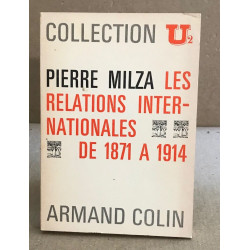 COLLECTION U2
PIERRE MILZA LES
RELATIONS INTER-
NATIONALES
DE 1871 A 1914
ARMAND COLIN